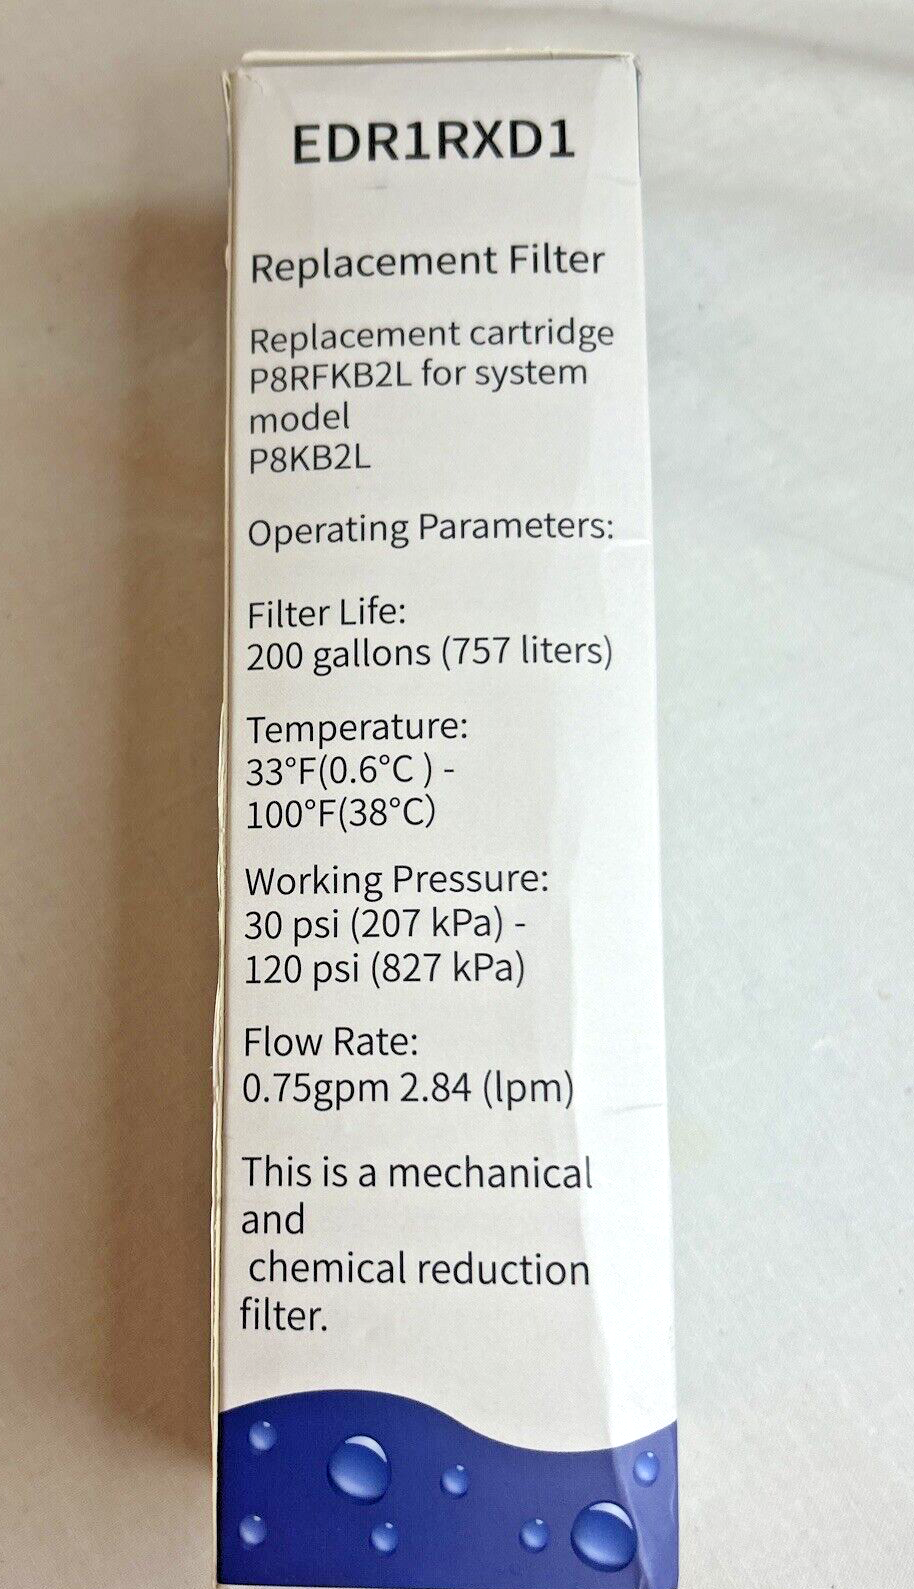 EDR1RXD1
Replacement Filter
Replacement cartridge
P8RFKB2L for system
model
P8KB2L
Operating Parameters:
Filter Life:
200 gallons (757 liters)
Temperature:
33°F(0.6°C ) -
100°F(38°C)
Working Pressure:
30 psi (207 kPa) -
120 psi (827 kPa)
Flow Rate:
0.75gpm 2.84 (lpm)
This is a mechanical
and
chemical reduction
filter.